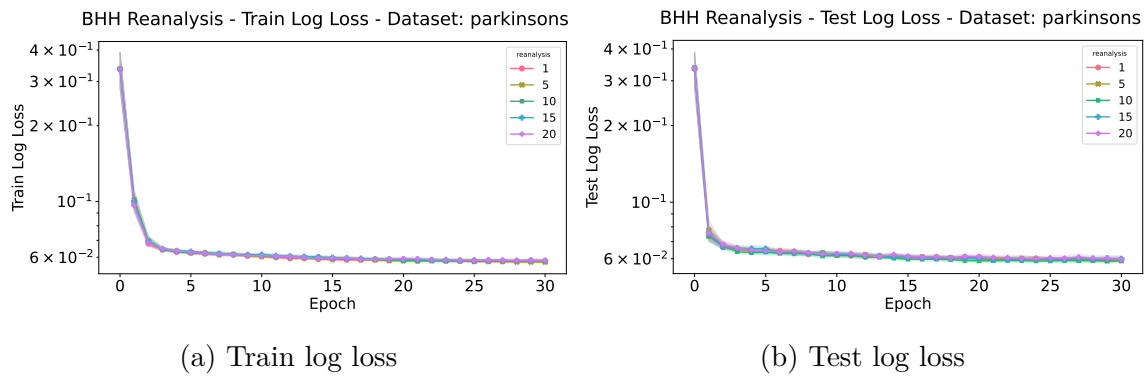 BHH Reanalysis - Train Log Loss - Dataset: parkinsons
4 × 10⁻¹
3 × 10⁻¹
2 × 10⁻¹
10⁻¹
6 × 10⁻²
Train Log Loss
reanalysis
1
5
10
15
20
0 5 10 15 20 25 30
Epoch
(a) Train log loss
BHH Reanalysis - Test Log Loss - Dataset: parkinsons
4 × 10⁻¹
3 × 10⁻¹
2 × 10⁻¹
10⁻¹
6 × 10⁻²
Test Log Loss
reanalysis
1
5
10
15
20
0 5 10 15 20 25 30
Epoch
(b) Test log loss